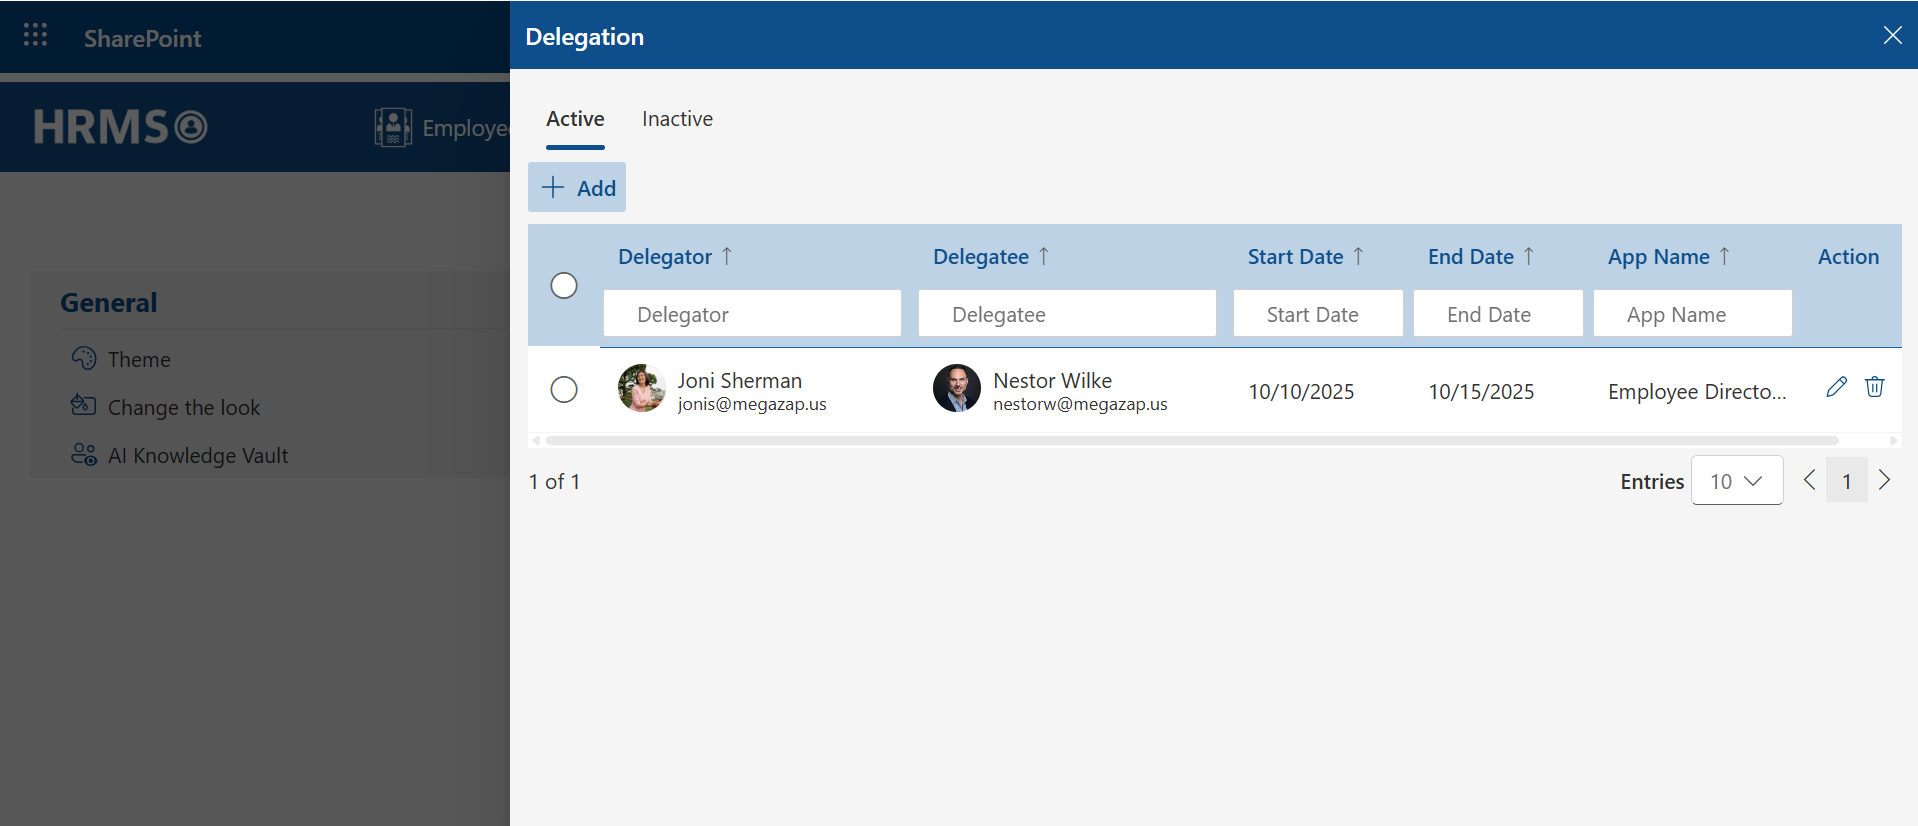 SharePoint
Delegation
HRMS
Employee
Active Inactive
Add
Delegator ↑ Delegatee ↑ Start Date ↑ End Date ↑ App Name ↑ Action
Delegator Delegatee Start Date End Date App Name
General
Theme
Change the look
AI Knowledge Vault
Joni Sherman Nestor Wilke 10/10/2025 10/15/2025 Employee Directo...
jonis@megazap.us nestorw@megazap.us
1 of 1 Entries 10 1